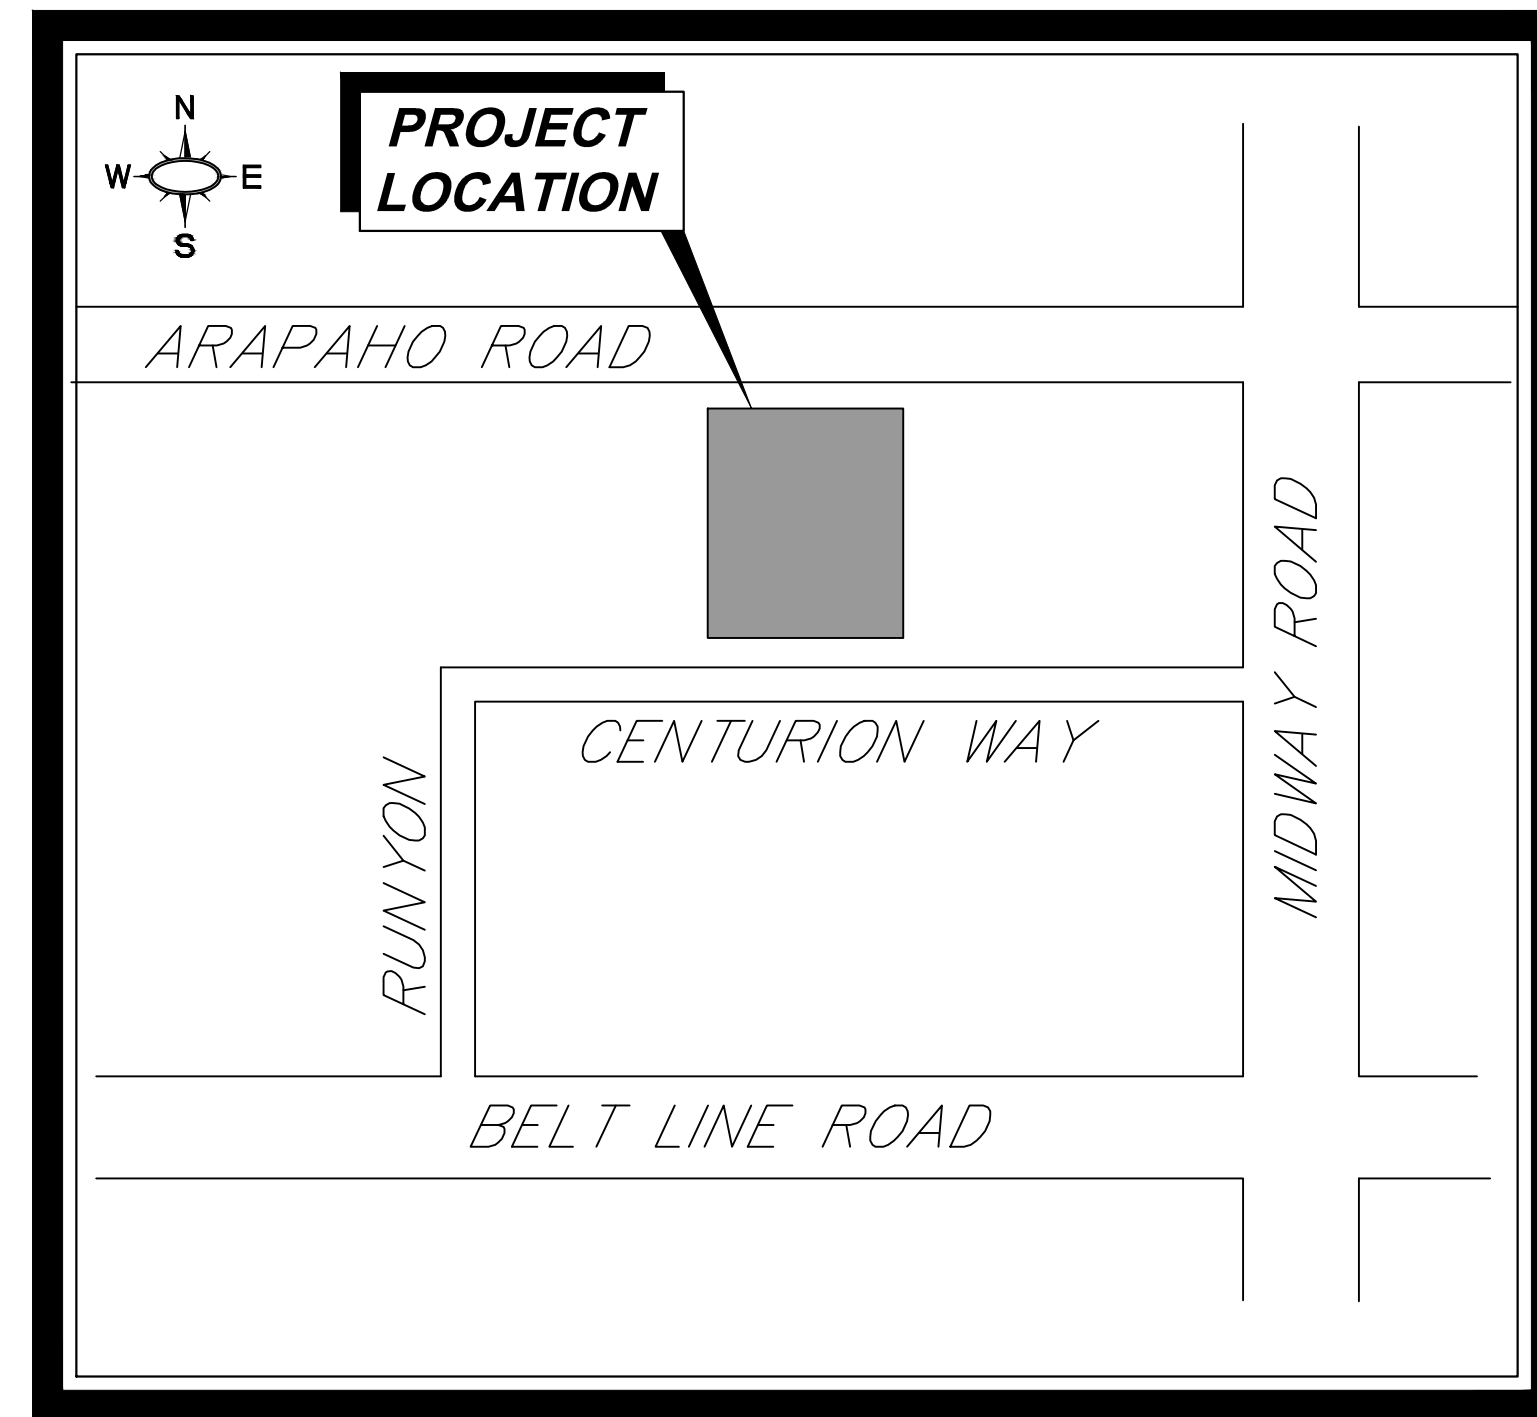 N
W E
S
PROJECT
LOCATION
ARAPAHO ROAD
MIDWAY ROAD
CENTURION WAY
RUNYON
BELT LINE ROAD